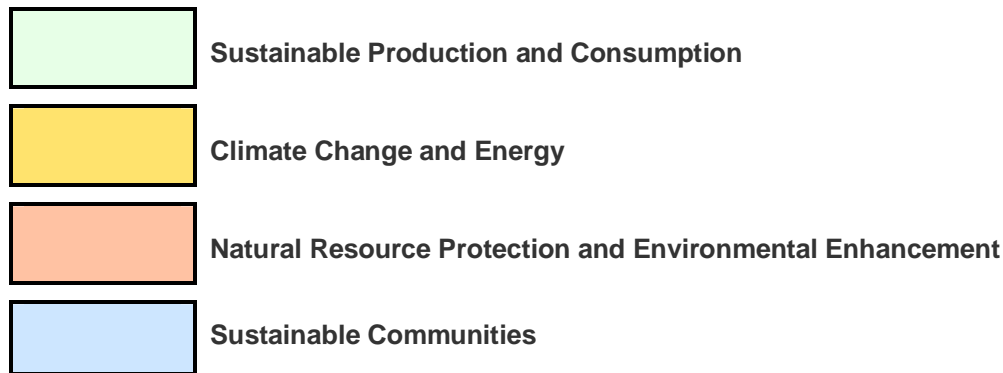 Sustainable Production and Consumption
Climate Change and Energy
Natural Resource Protection and Environmental Enhancement
Sustainable Communities